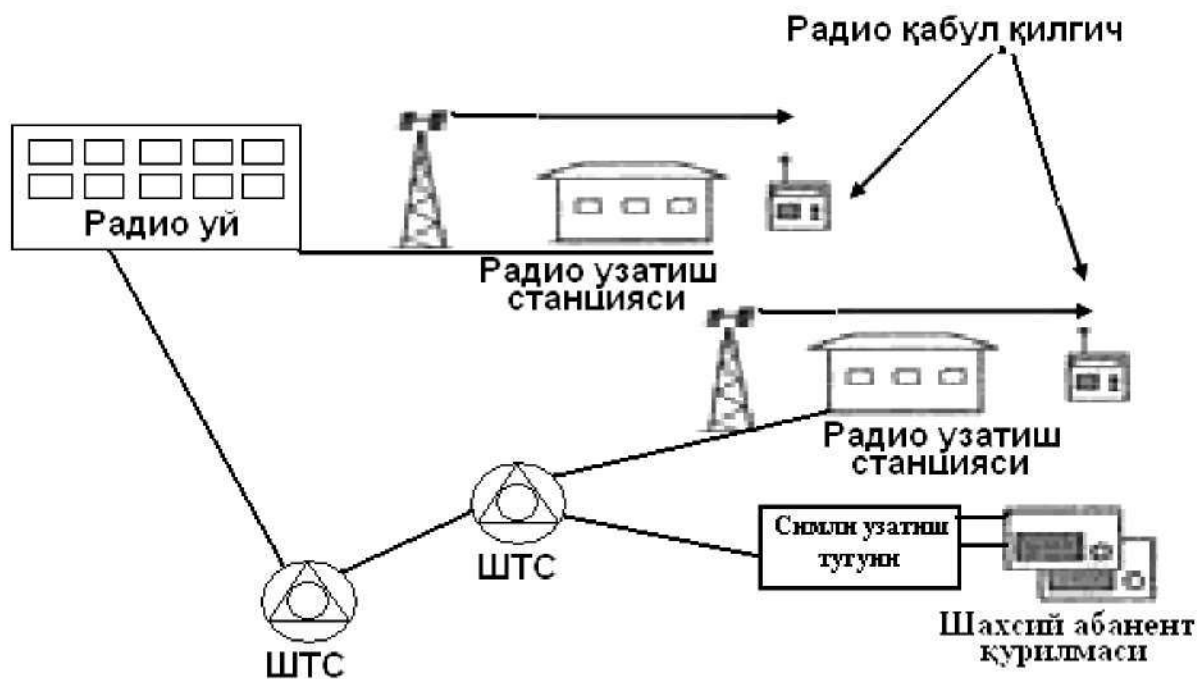 Радио қабул қилгич
Радио уй
Радио узатиш
станцияси
Радио узатиш
станцияси
Симли узатиш
тугуни
ШТС
ШТС
Шахсий абанент
қурилмаси